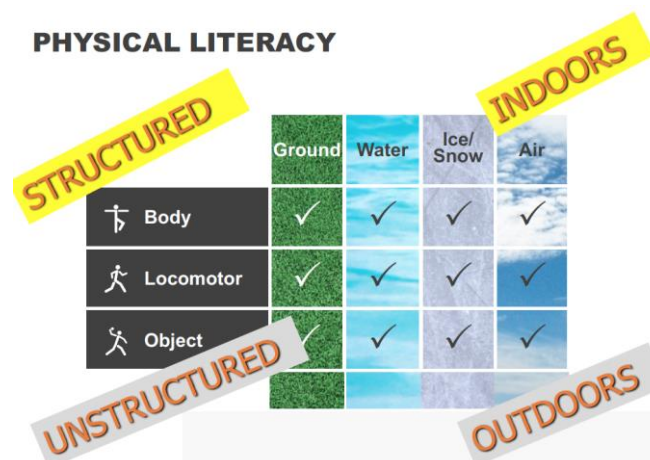 PHYSICAL LITERACY
STRUCTURED
INDOORS
Ground Water Ice/ Snow Air
Body ✓ ✓ ✓ ✓
Locomotor ✓ ✓ ✓ ✓
Object ✓ ✓ ✓ ✓
UNSTRUCTURED
OUTDOORS